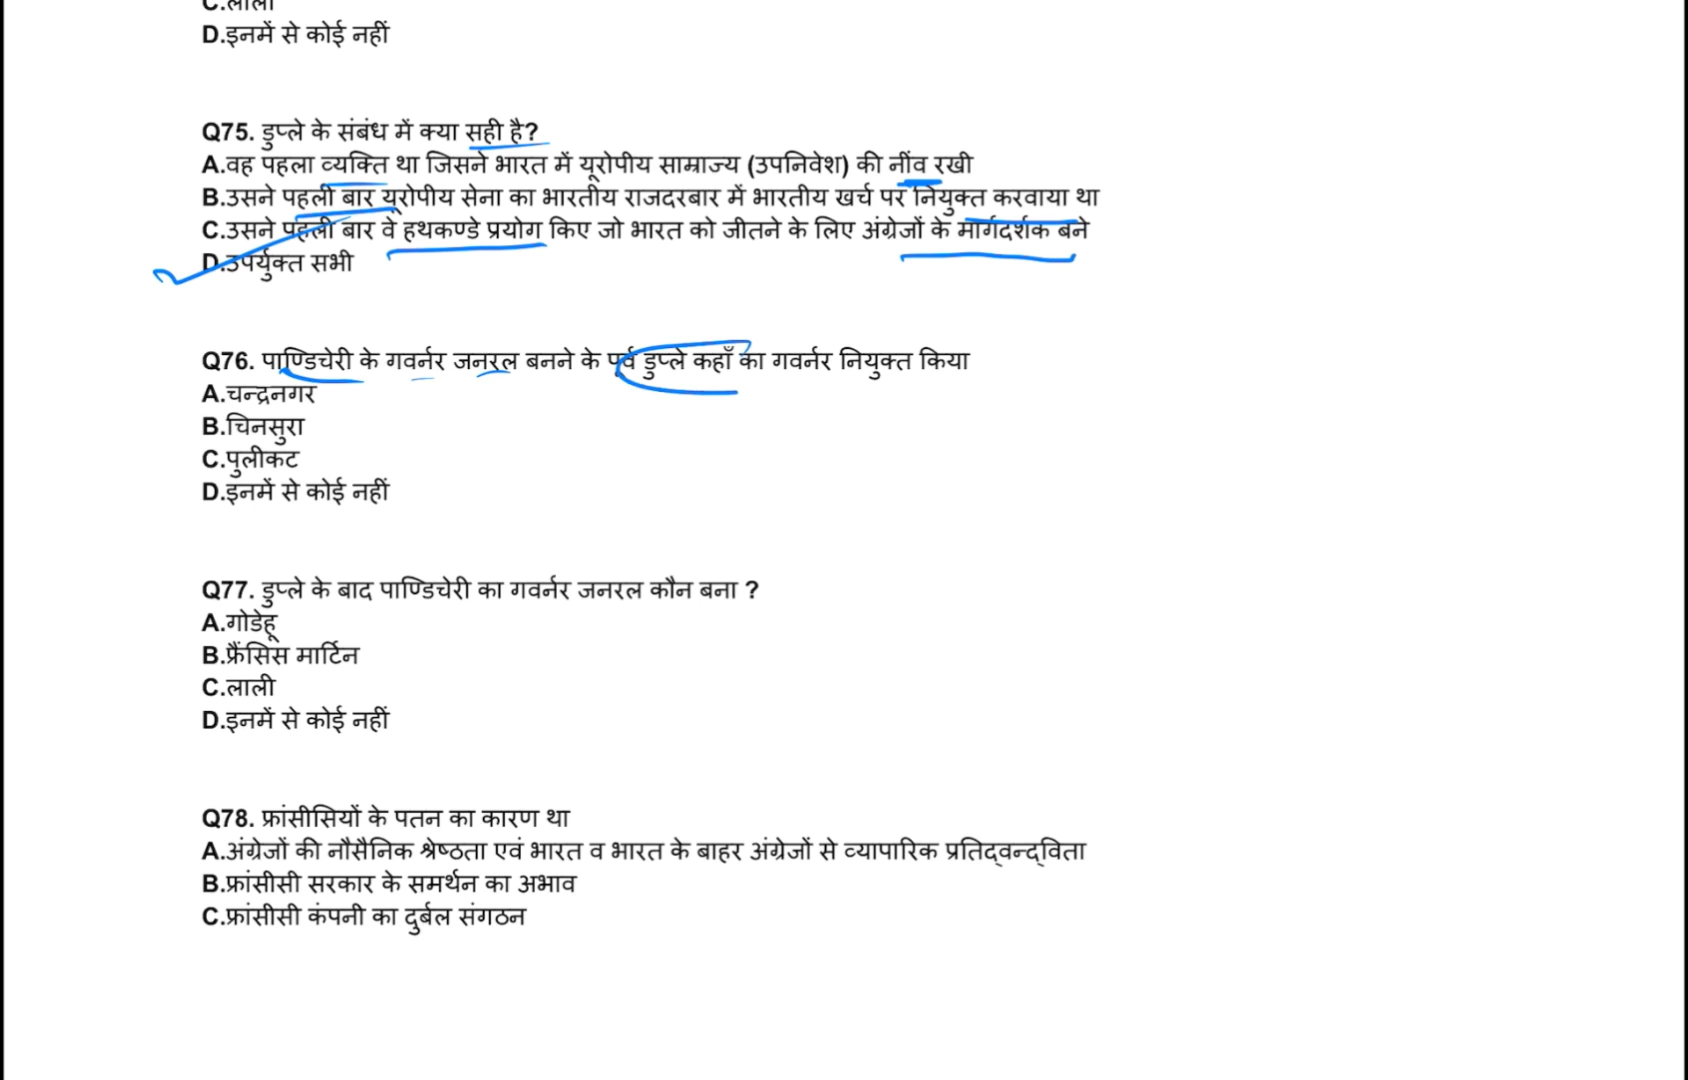 D.इनमें से कोई नहीं
Q75. डुप्ले के संबंध में क्या सही है?
A.वह पहला व्यक्ति था जिसने भारत में यूरोपीय साम्राज्य (उपनिवेश) की नींव रखी
B.उसने पहली बार यूरोपीय सेना का भारतीय राजदरबार में भारतीय खर्च पर नियुक्त करवाया था
C.उसने पहली बार वे हथकण्डे प्रयोग किए जो भारत को जीतने के लिए अंग्रेजों के मार्गदर्शक बने
D.उपर्युक्त सभी
Q76. पाण्डिचेरी के गवर्नर जनरल बनने के पूर्व डुप्ले कहाँ का गवर्नर नियुक्त किया
A.चन्द्रनगर
B.चिनसुरा
C.पुलीकट
D.इनमें से कोई नहीं
Q77. डुप्ले के बाद पाण्डिचेरी का गवर्नर जनरल कौन बना ?
A.गोडेहू
B.फ्रैंसिस मार्टिन
C.लाली
D.इनमें से कोई नहीं
Q78. फ्रांसीसियों के पतन का कारण था
A.अंग्रेजों की नौसैनिक श्रेष्ठता एवं भारत व भारत के बाहर अंग्रेजों से व्यापारिक प्रतिद्वन्द्विता
B.फ्रांसीसी सरकार के समर्थन का अभाव
C.फ्रांसीसी कंपनी का दुर्बल संगठन